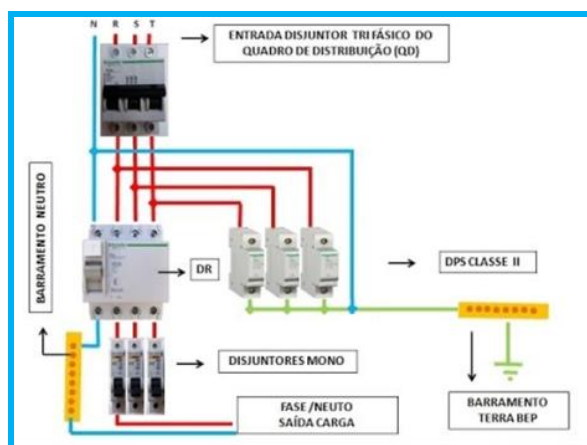 N R S T
ENTRADA DISJUNTOR TRIFÁSICO DO
QUADRO DE DISTRIBUIÇÃO (QD)
BARRAMENTO NEUTRO
DR
DPS CLASSE II
DISJUNTORES MONO
FASE /NEUTO
SAÍDA CARGA
BARRAMENTO
TERRA BEP